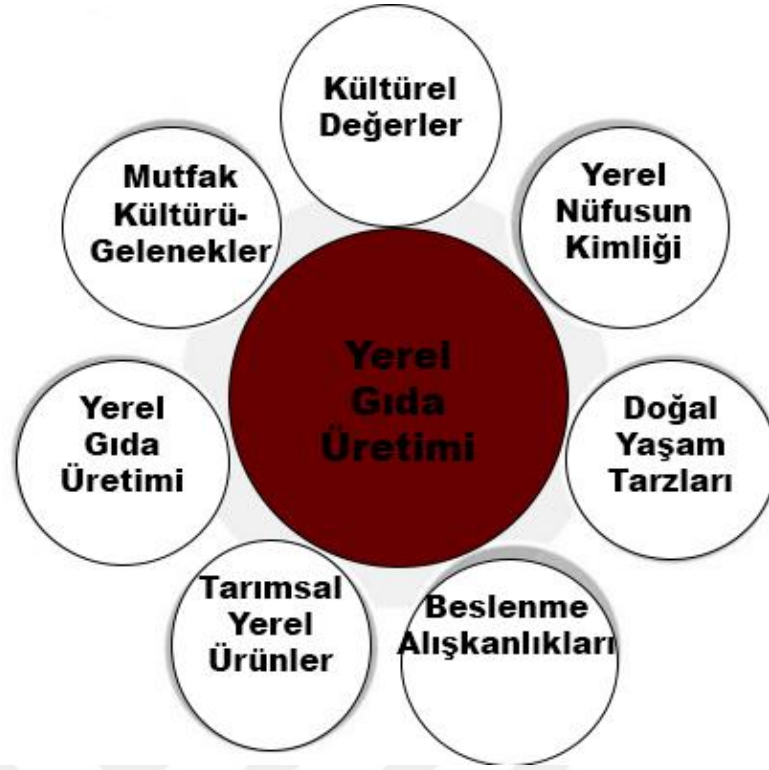 Kültürel
Değerler
Mutfak
Kültürü-
Gelenekler
Yerel
Nüfusun
Kimliği
Yerel
Gıda
Üretimi
Yerel
Gıda
Üretimi
Doğal
Yaşam
Tarzları
Tarımsal
Yerel
Ürünler
Beslenme
Alışkanlıkları